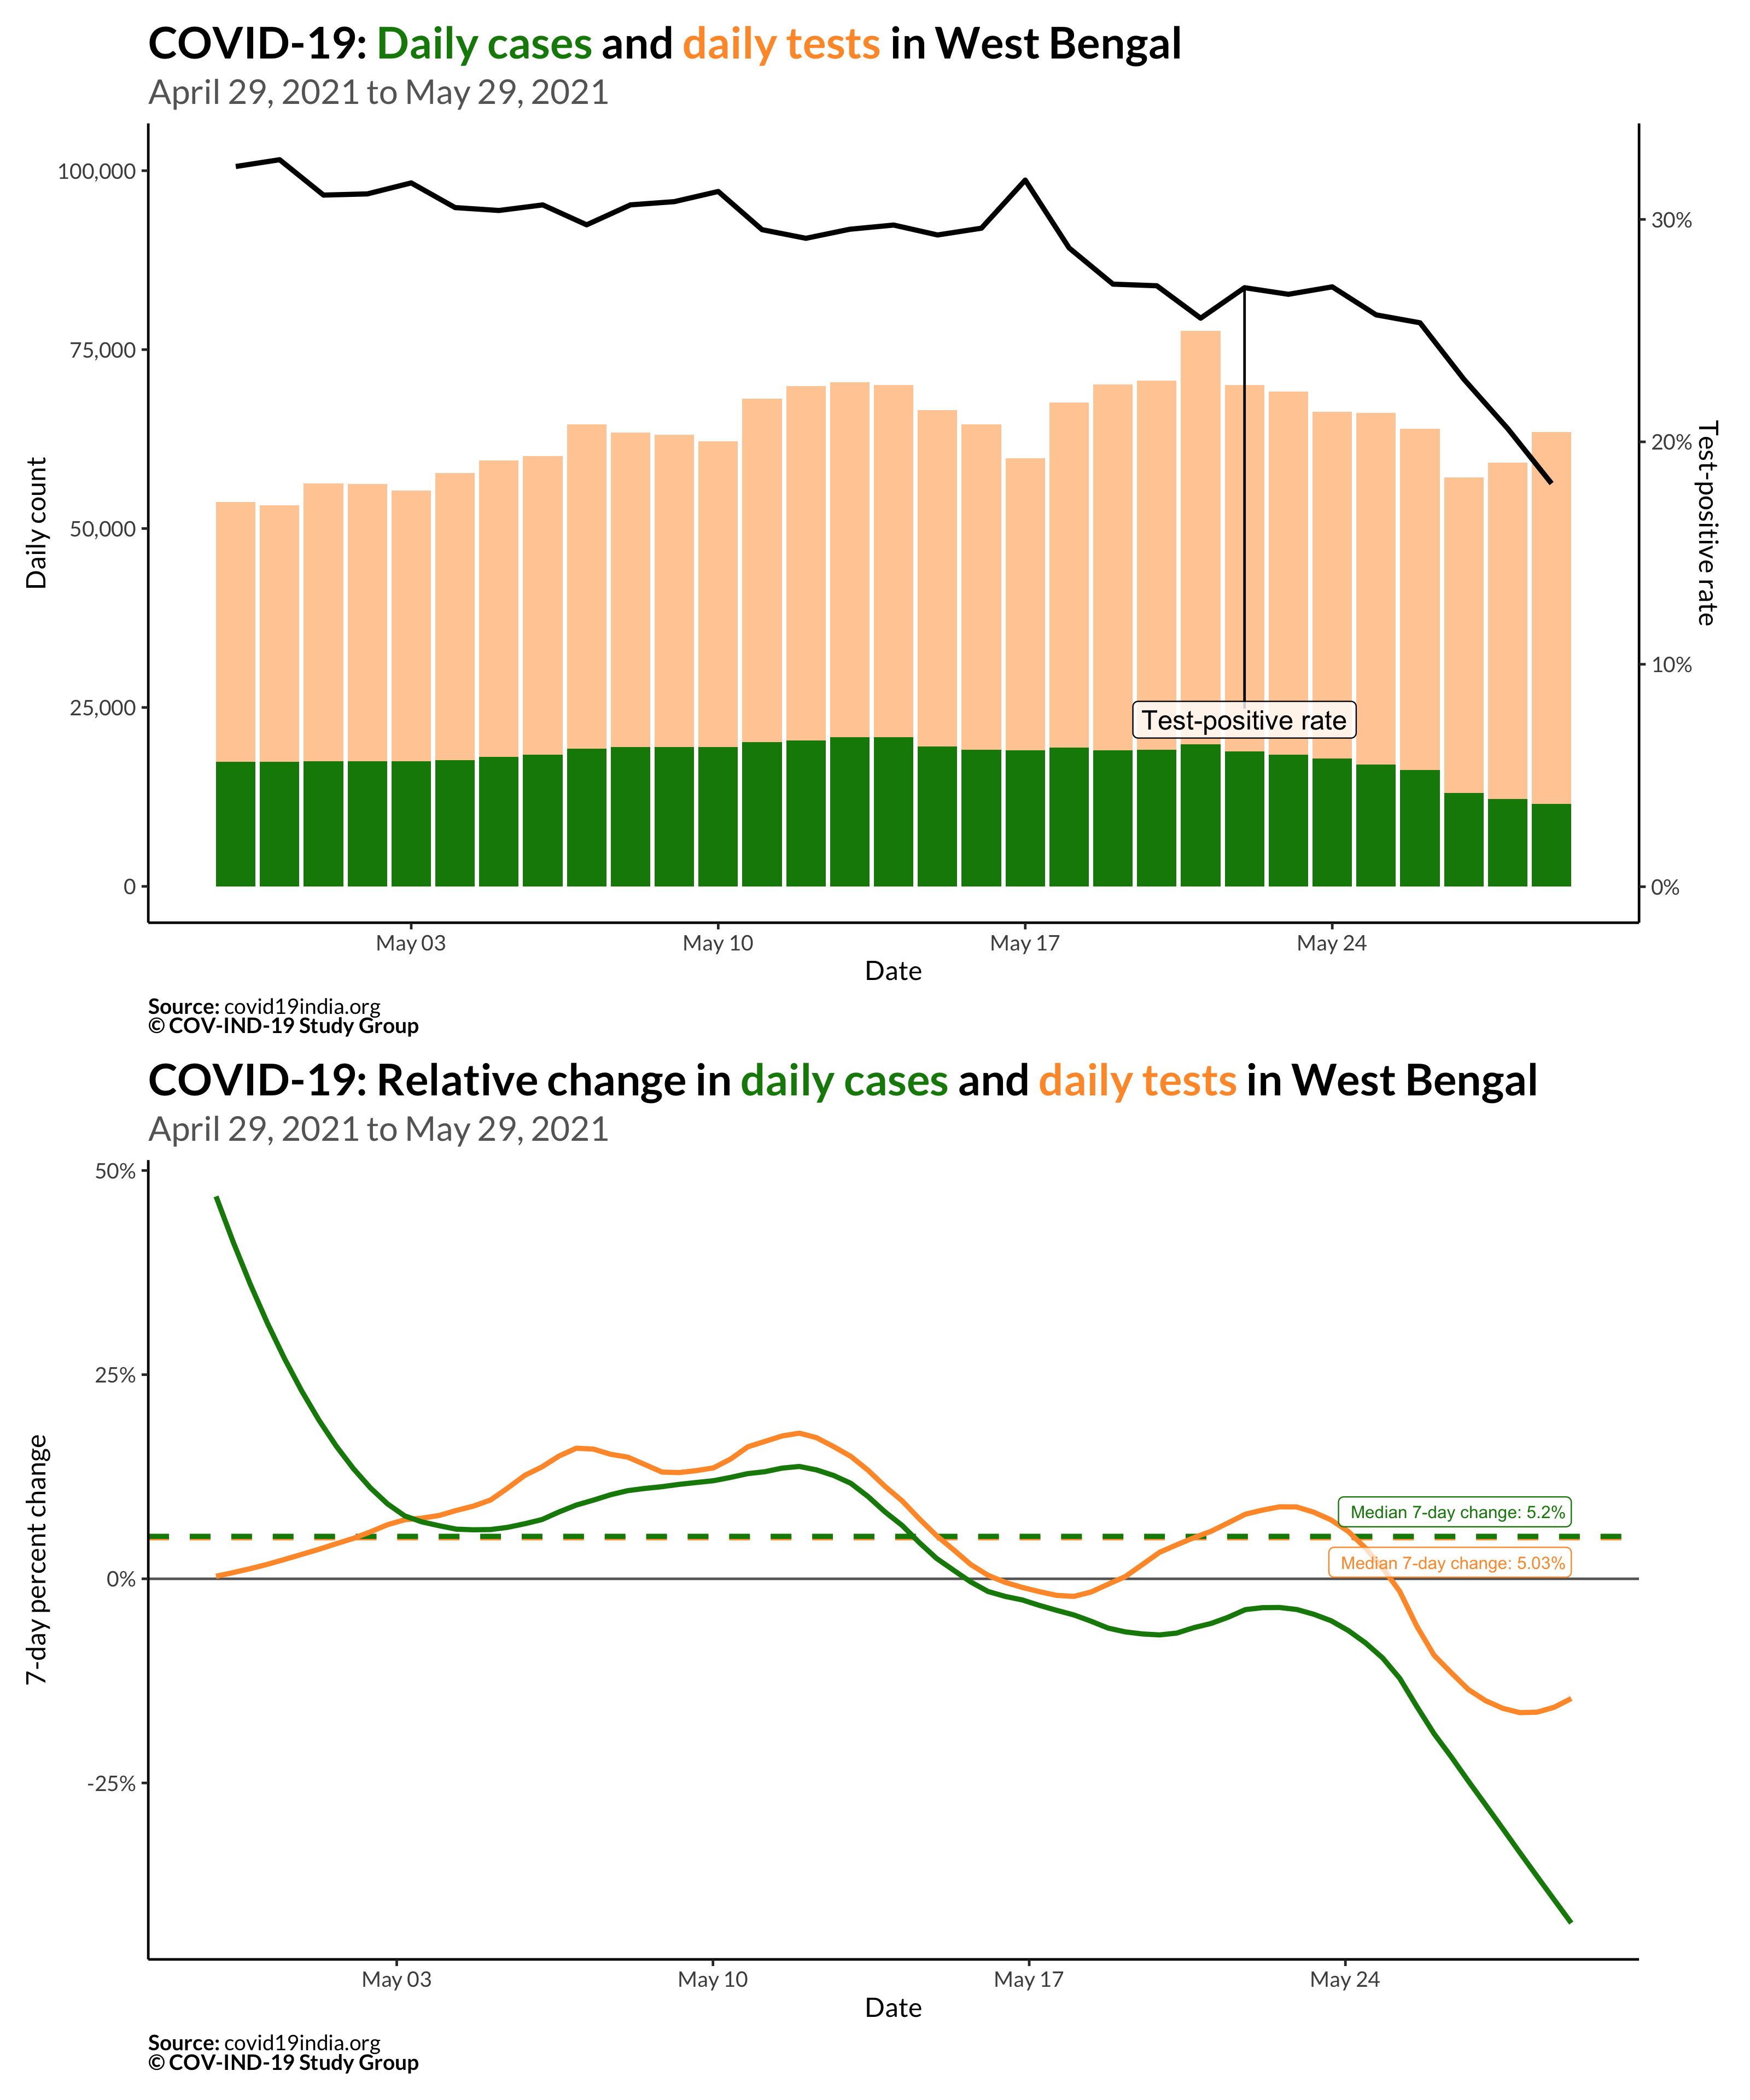 COVID-19: Daily cases and daily tests in West Bengal
April 29, 2021 to May 29, 2021
100,000
75,000
50,000
25,000
0
Daily count
30%
20%
10%
0%
Test-positive rate
Test-positive rate
May 03
May 10
May 17
May 24
Date
Source: covid19india.org
© COV-IND-19 Study Group
COVID-19: Relative change in daily cases and daily tests in West Bengal
April 29, 2021 to May 29, 2021
50%
25%
0%
-25%
7-day percent change
Median 7-day change: 5.2%
Median 7-day change: 5.03%
May 03
May 10
May 17
May 24
Date
Source: covid19india.org
© COV-IND-19 Study Group